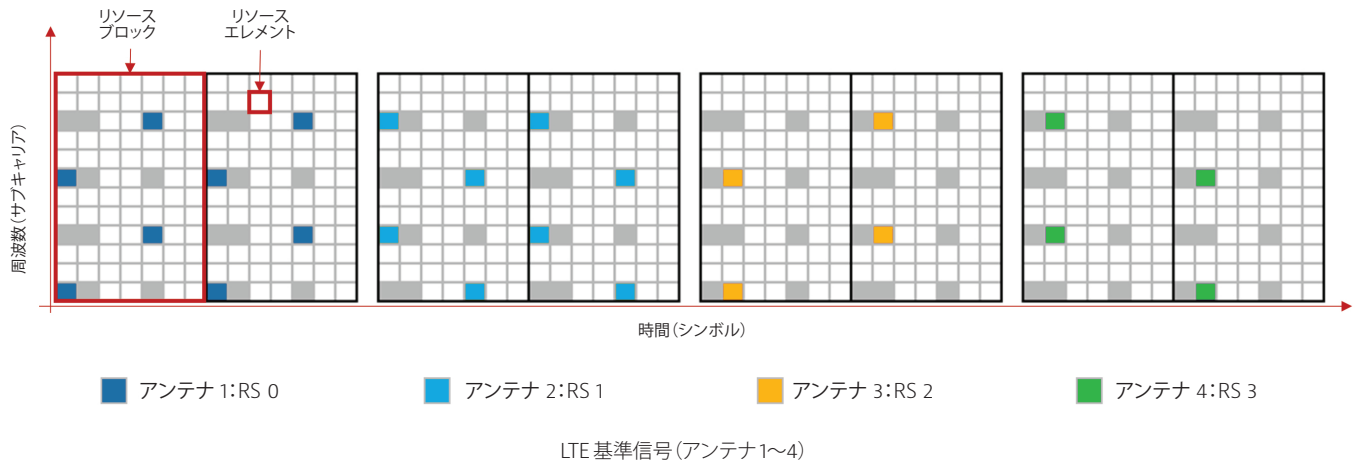 リソース
ブロック
リソース
エレメント
周波数(サブキャリア)
時間(シンボル)
アンテナ 1:RS 0
アンテナ 2:RS 1
アンテナ 3:RS 2
アンテナ 4:RS 3
LTE 基準信号(アンテナ1〜4)